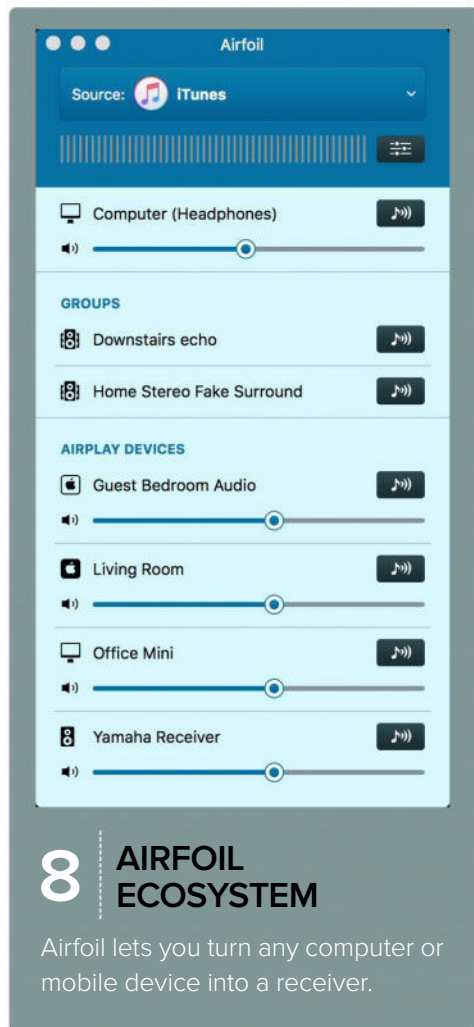 Airfoil
Source: iTunes
Computer (Headphones)
GROUPS
Downstairs echo
Home Stereo Fake Surround
AIRPLAY DEVICES
Guest Bedroom Audio
Living Room
Office Mini
Yamaha Receiver
8 AIRFOIL
ECOSYSTEM
Airfoil lets you turn any computer or
mobile device into a receiver.